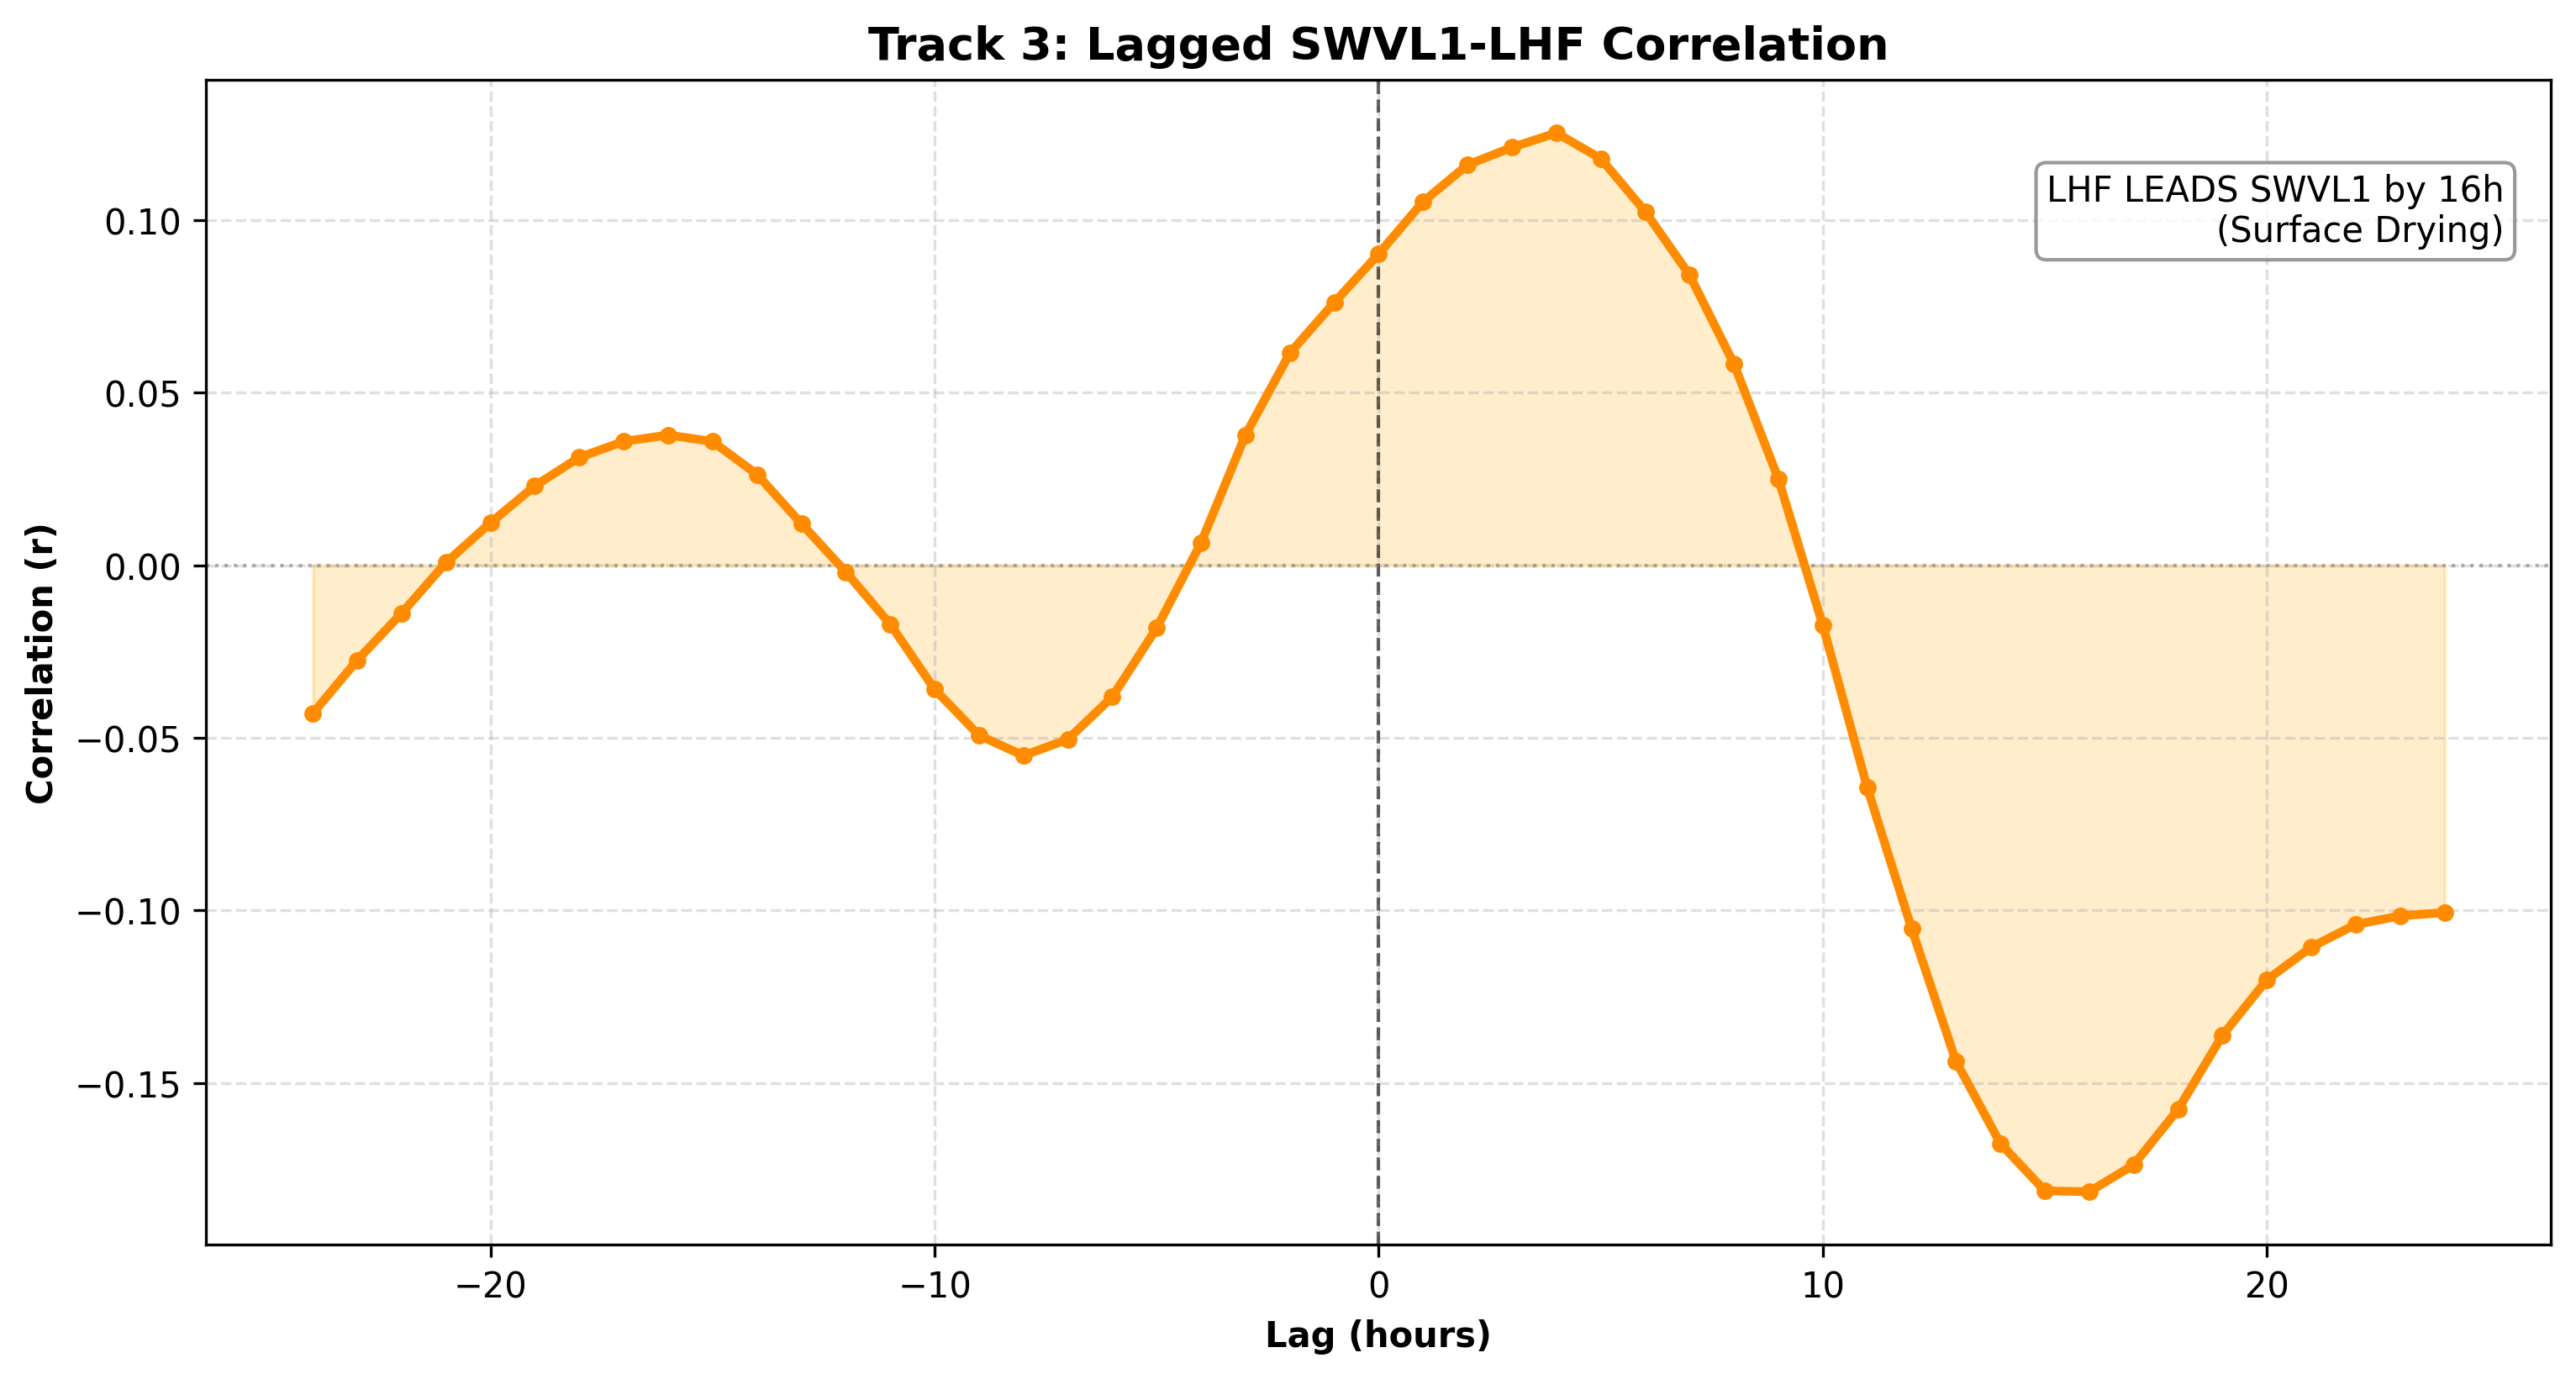 Track 3: Lagged SWVL1-LHF Correlation
LHF LEADS SWVL1 by 16h
(Surface Drying)
Correlation (r)
0.10
0.05
0.00
−0.05
−0.10
−0.15
−20
−10
0
10
20
Lag (hours)